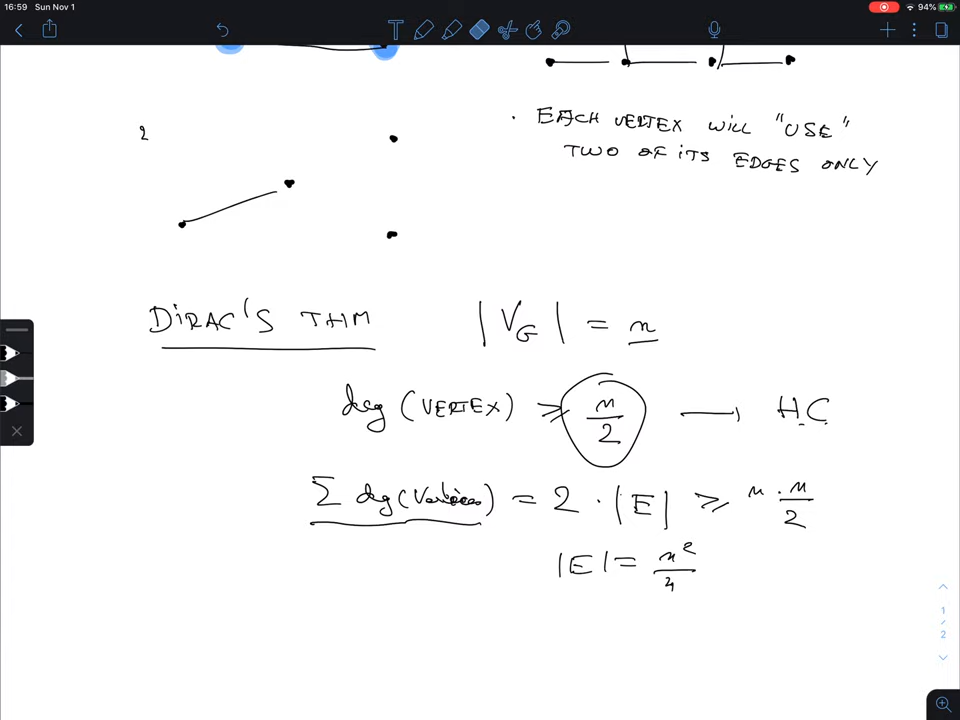 16:59 Sun Nov 1
94%
2
· EACH VERTEX WILL "USE"
TWO OF iTS EDGES ONLY
DiRAC'S THM |V_G| = n
deg (VERTEX) ⩾ n/2 → H.C.
Σ deg (Vertices) = 2 · |E| ⩾ n · n/2
|E| = n²/4
1
/
2